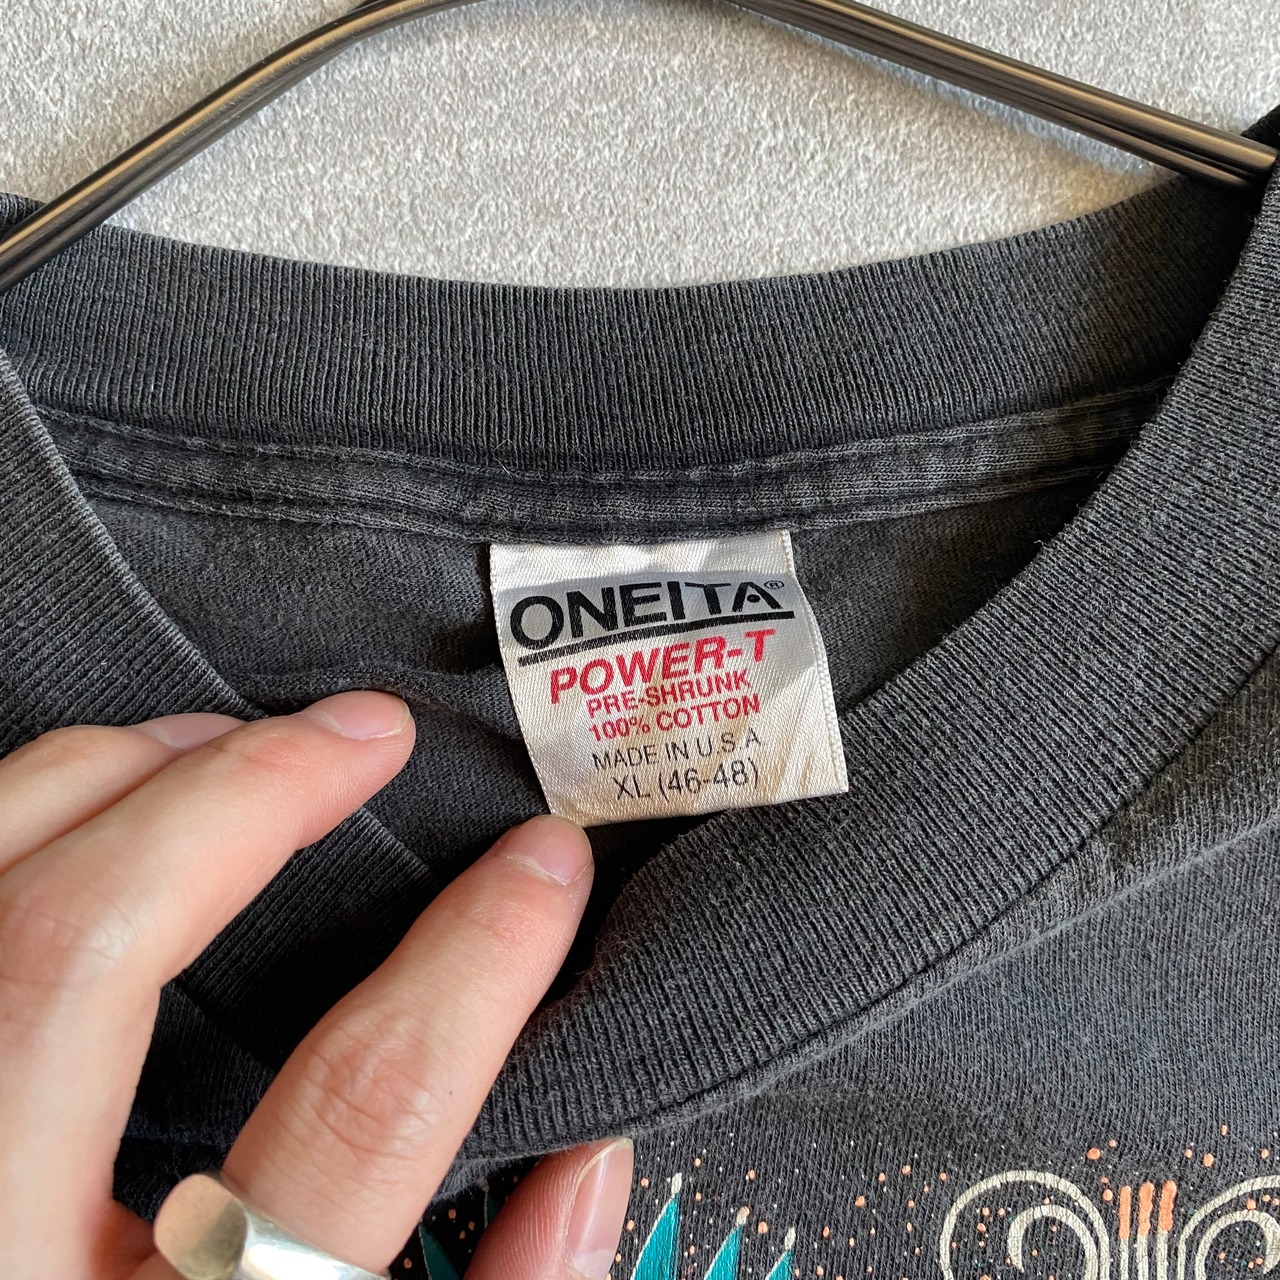 ONEITA®
POWER-T
PRE-SHRUNK
100% COTTON
MADE IN U.S.A
XL (46-48)